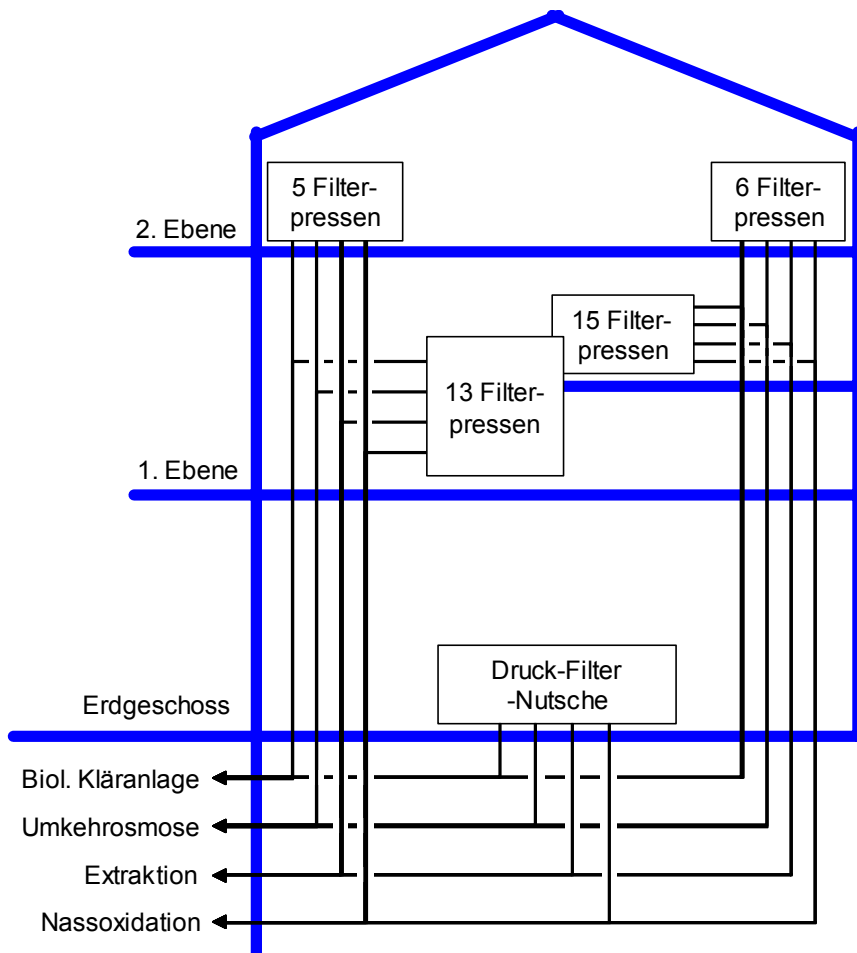 5 Filter-
pressen
6 Filter-
pressen
2. Ebene
15 Filter-
pressen
13 Filter-
pressen
1. Ebene
Druck-Filter
-Nutsche
Erdgeschoss
Biol. Kläranlage
Umkehrosmose
Extraktion
Nassoxidation